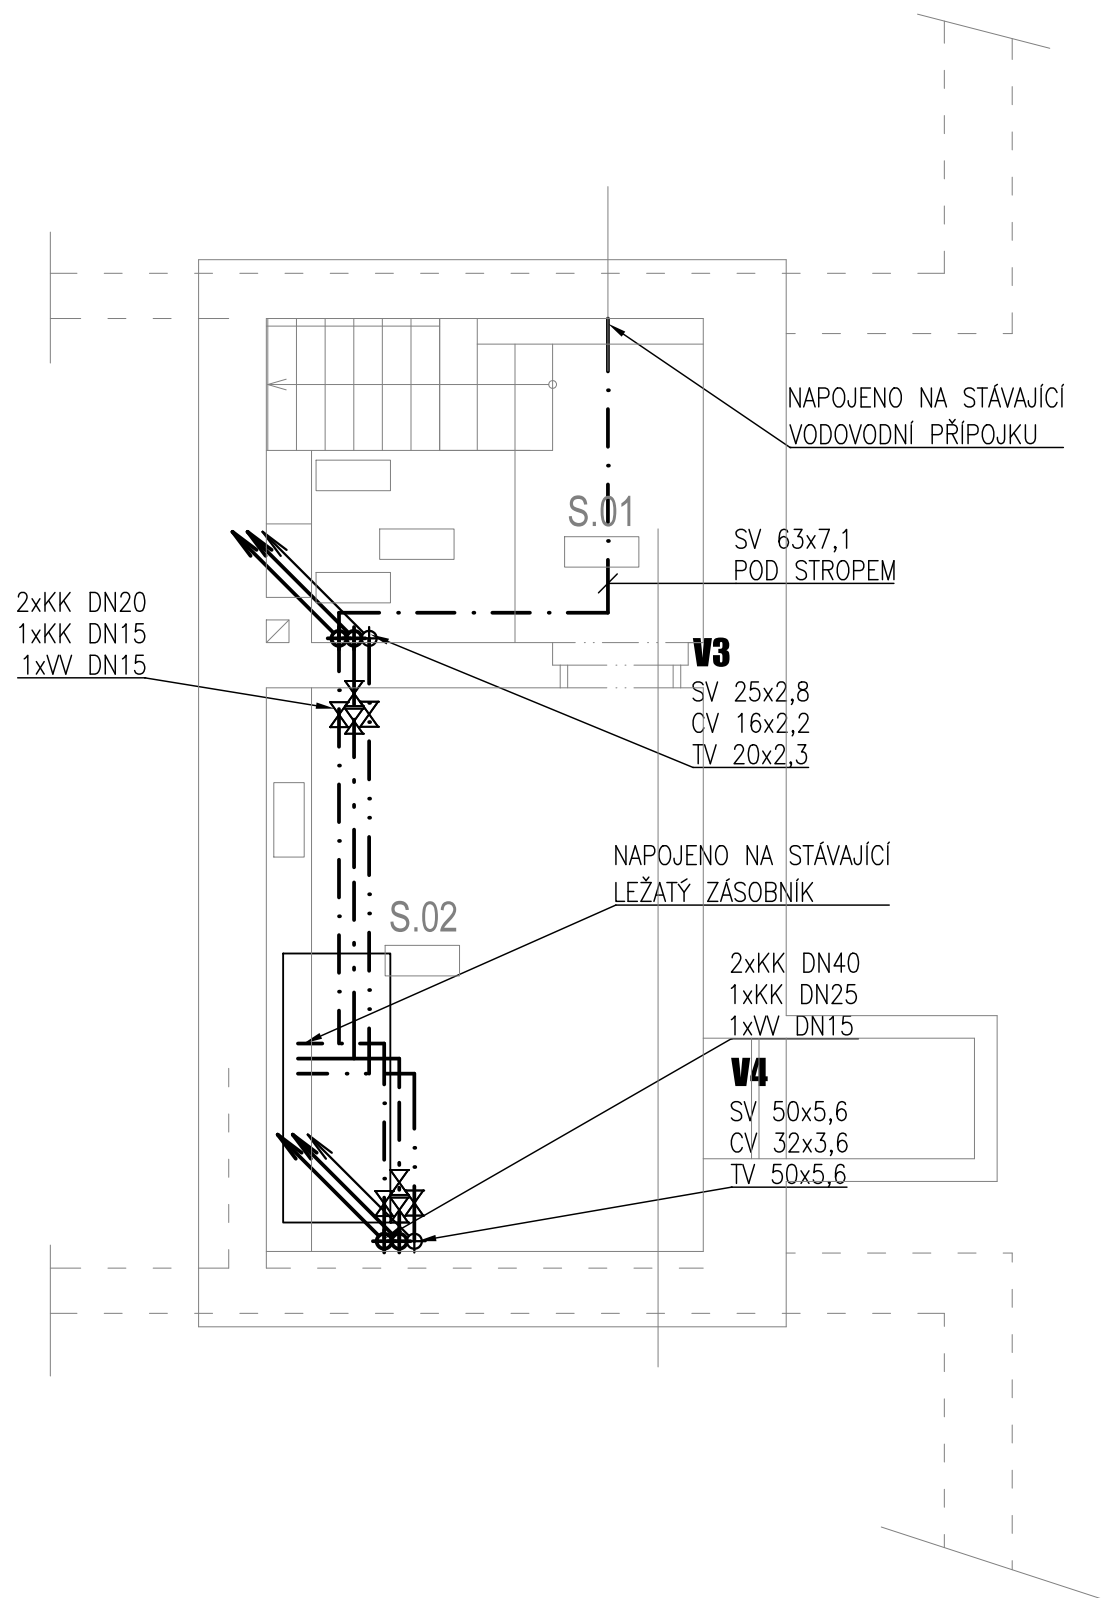 NAPOJENO NA STÁVAJÍCÍ
VODOVODNÍ PŘÍPOJKU
S.01
SV 63x7,1
POD STROPEM
2xKK DN20
1xKK DN15
1xVV DN15
V3
SV 25x2,8
CV 16x2,2
TV 20x2,3
NAPOJENO NA STÁVAJÍCÍ
LEŽATÝ ZÁSOBNÍK
S.02
2xKK DN40
1xKK DN25
1xVV DN15
V4
SV 50x5,6
CV 32x3,6
TV 50x5,6